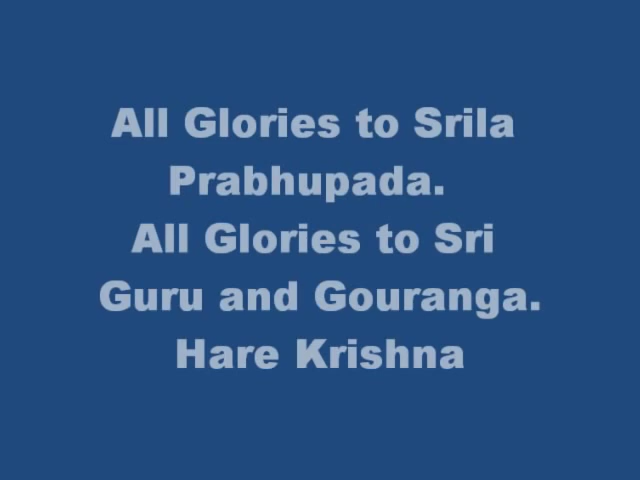 All Glories to Srila
Prabhupada.
All Glories to Sri
Guru and Gouranga.
Hare Krishna